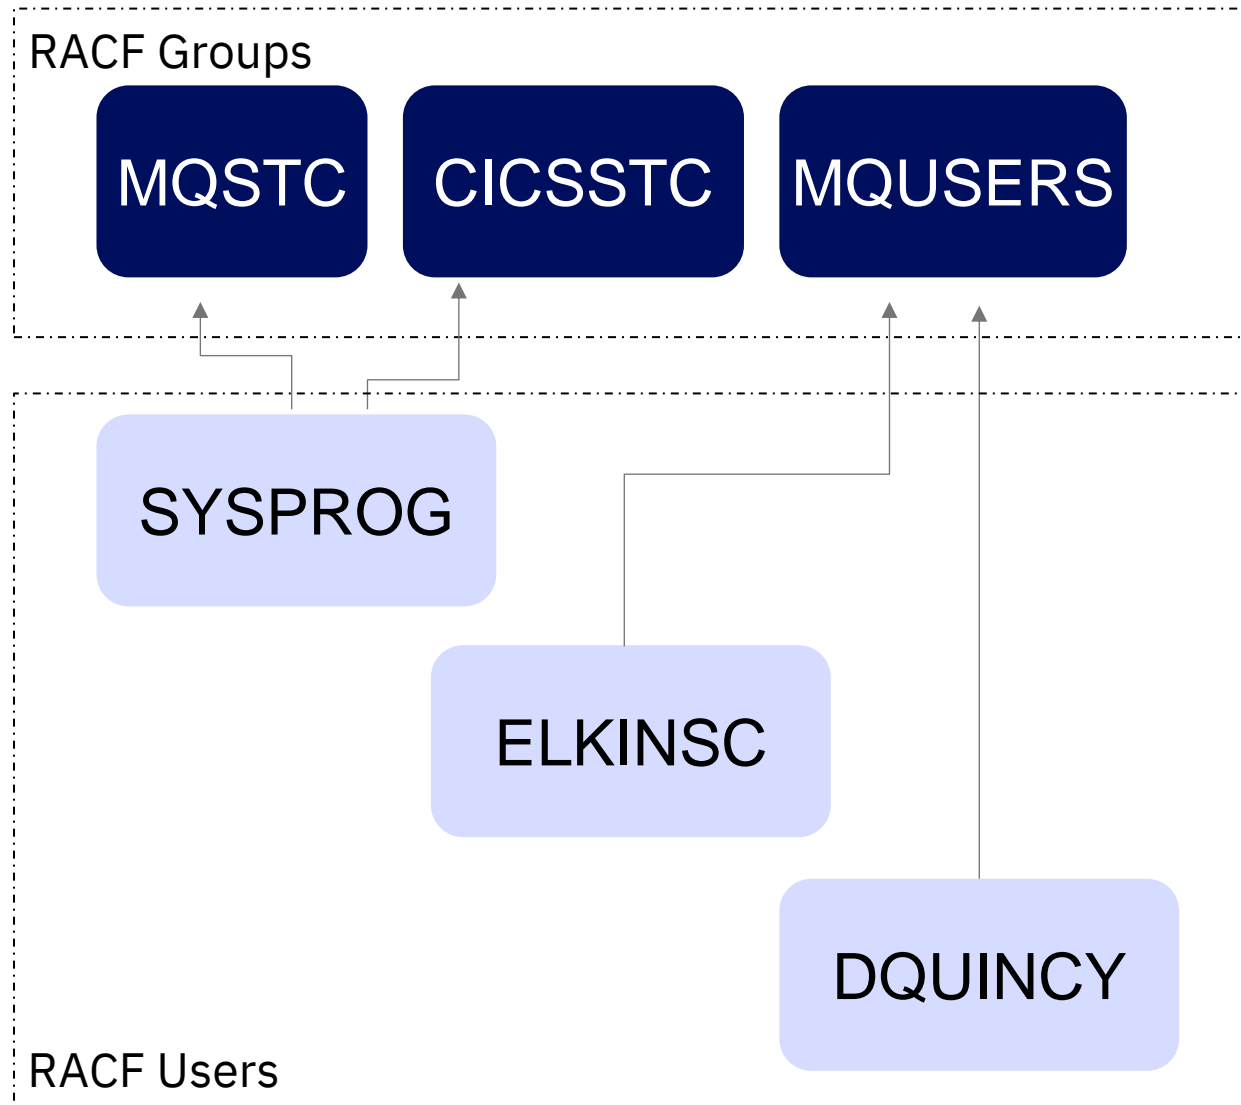 RACF Groups
MQSTC
CICSSTC
MQUSERS
SYSPROG
ELKINSC
DQUINCY
RACF Users